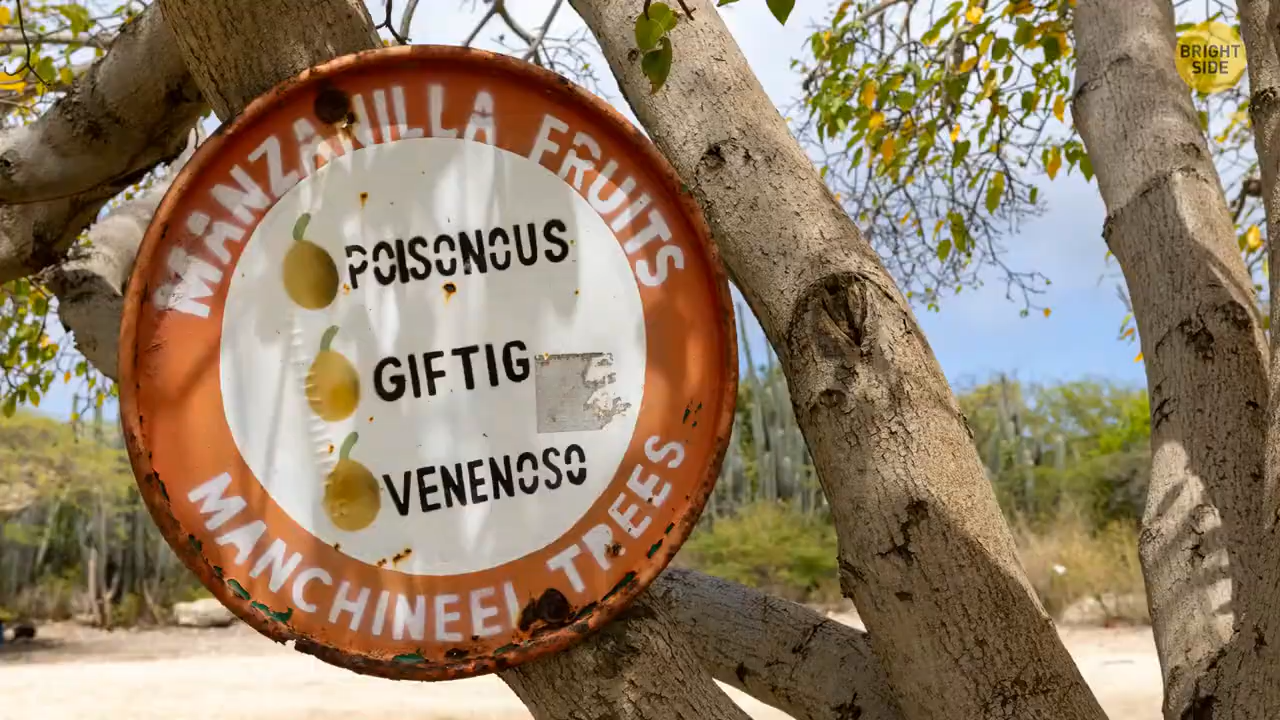 MANZANILLA FRUITS
POISONOUS
GIFTIG
VENENOSO
MANCHINEEL TREES
BRIGHT
SIDE